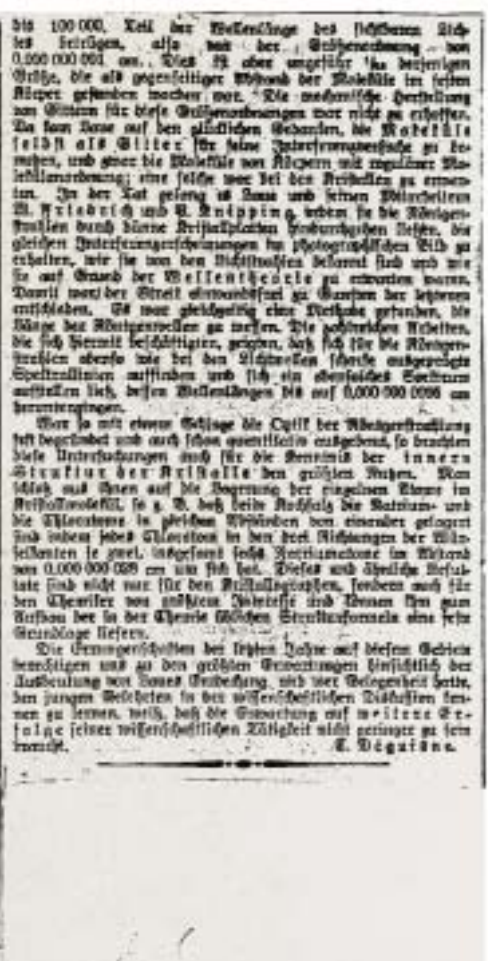 bis 100 000. Teil der Wellenlänge des sichtbaren Lich-
tes betrügen, also von der Größenordnung von
0,000 000 001 cm. Dies ist aber ungefähr die derjenigen
Größe, die als gegenseitiger Abstand der Moleküle im festen
Körper gefunden worden war. Die mechanische Herstellung
von Gittern für diese Größenordnungen war nicht zu erhoffen.
Da kam Laue auf den glücklichen Gedanken, die Moleküle
selbst als Gitter für seine Interferenzversuche zu be-
nutzen, und zwar die Moleküle von Körpern mit regulärer Mo-
lekülanordnung; eine solche war bei den Kristallen zu erwar-
ten. In der Tat gelang es Laue und seinen Mitarbeitern
W. Friedrich und P. Knipping, indem sie die Röntgen-
strahlen durch dünne Kristallplatten hindurchgehen ließen, die
gleichen Interferenzerscheinungen im photographischen Bild zu
erhalten, wie sie von den Lichtstrahlen bekannt sind und wie
sie auf Grund der Wellentheorie zu erwarten waren.
Damit war der Streit einwandsfrei zu Gunsten der letzteren
entschieden. Es war gleichzeitig eine Methode gefunden, die
Länge der Röntgenwellen zu messen. Die zahlreichen Arbeiten,
die sich hiermit beschäftigten, zeigten, daß sich für die Röntgen-
strahlen ebenso wie bei den Lichtwellen scharfe ausgeprägte
Spektrallinien auffinden und sich ein ebensolches Spektrum
aufstellen ließ, dessen Wellenlängen bis auf 0,000 000 0096 cm
heruntergingen.
War so mit einem Schlage die Optik der Röntgenstrahlung
fest begründet und auch schon quantitativ ausgebaut, so brachten
diese Untersuchungen auch für die Kenntnis der innern
Struktur der Kristalle den größten Nutzen. Man
schloß aus ihnen auf die Lagerung der einzelnen Atome im
Kristallmolekül, so z. B. daß beim Kochsalz die Natrium- und
die Chloratome in gleichen Abständen von einander gelagert
sind indem jedes Chloratom in den drei Richtungen der Wür-
felkanten je zwei, insgesamt sechs Natriumatome im Abstand
von 0,000 000 028 cm um sich hat. Dieses und ähnliche Resul-
tate sind nicht nur für den Kristallographen, sondern auch für
den Chemiker von größtem Interesse und können ihm zum
Aufbau der in der Chemie üblichen Strukturformeln eine feste
Grundlage liefern.
Die Errungenschaften der letzten Jahre auf diesem Gebiete
berechtigen uns zu den größten Erwartungen hinsichtlich der
Ausbeutung von Laues Entdeckung, und wer Gelegenheit hatte,
den jungen Gelehrten in der wissenschaftlichen Diskussion ken-
nen zu lernen, weiß, daß die Erwartung auf weitere Er-
folge seiner wissenschaftlichen Tätigkeit nicht geringer zu sein
braucht. C. Déguisne.